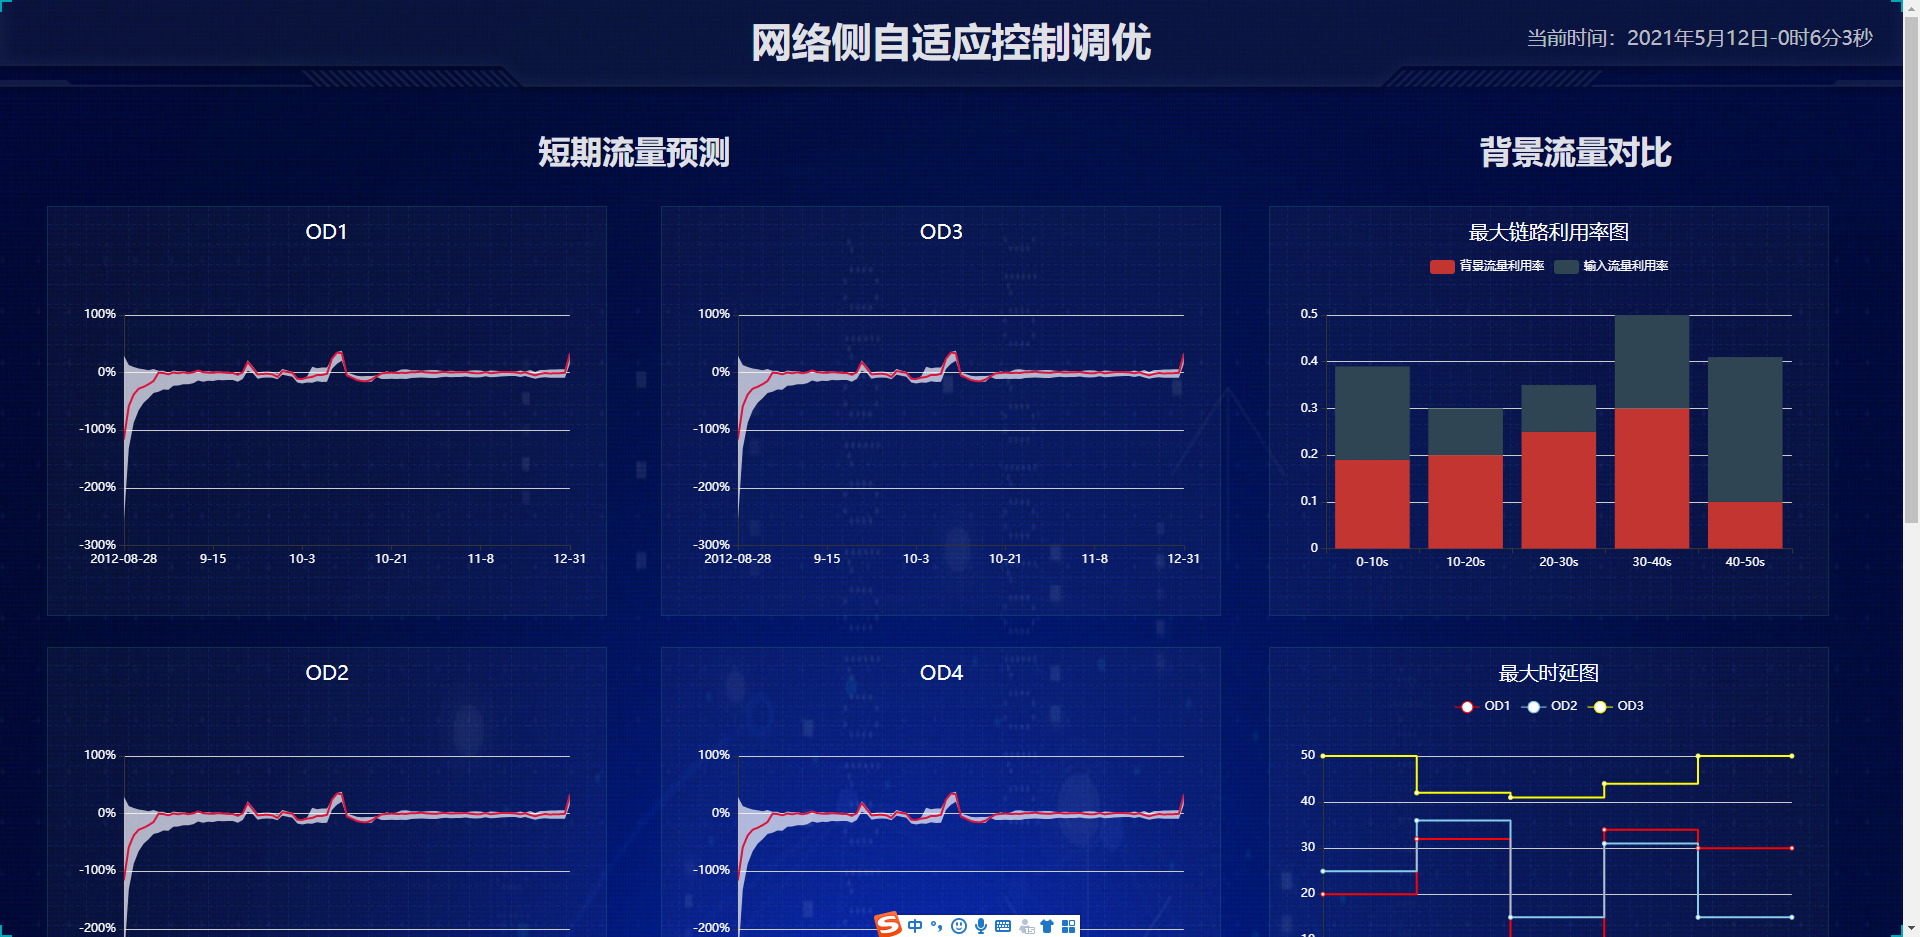 网络侧自适应控制调优
当前时间：2021年5月12日-0时6分3秒
短期流量预测
背景流量对比
OD1
100%
0%
-100%
-200%
-300%
2012-08-28 9-15 10-3 10-21 11-8 12-31
OD3
100%
0%
-100%
-200%
-300%
2012-08-28 9-15 10-3 10-21 11-8 12-31
最大链路利用率图
背景流量利用率 输入流量利用率
0.5
0.4
0.3
0.2
0.1
0
0-10s 10-20s 20-30s 30-40s 40-50s
OD2
100%
0%
-100%
-200%
OD4
100%
0%
-100%
-200%
最大时延图
OD1 OD2 OD3
50
40
30
20
10
中